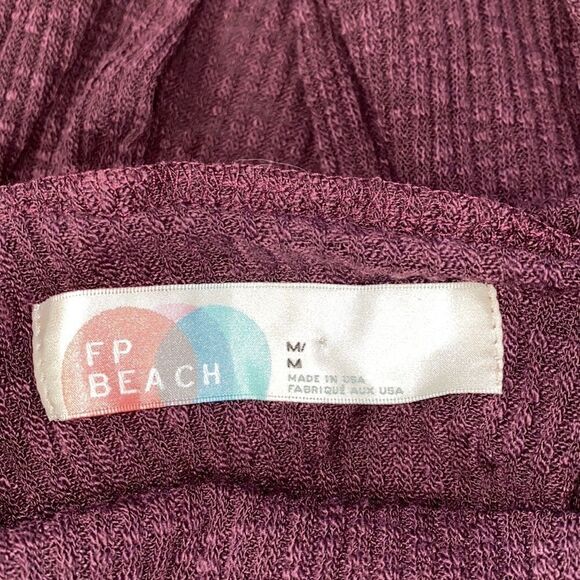 FP
BEACH
M/
M
MADE IN USA
FABRIQUÉ AUX USA